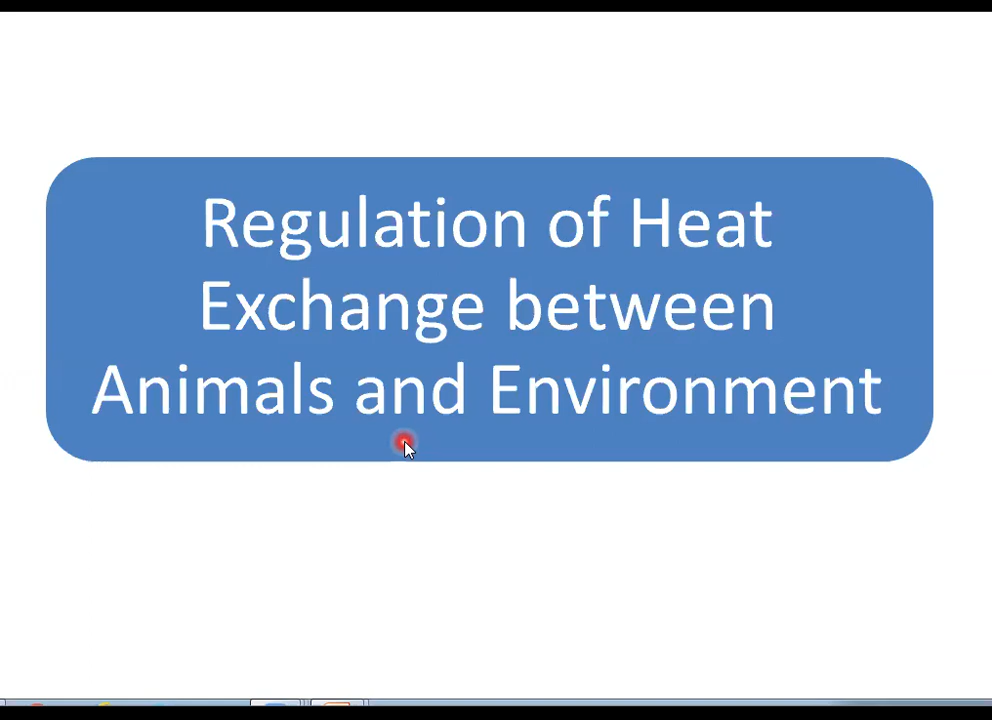 Regulation of Heat
Exchange between
Animals and Environment